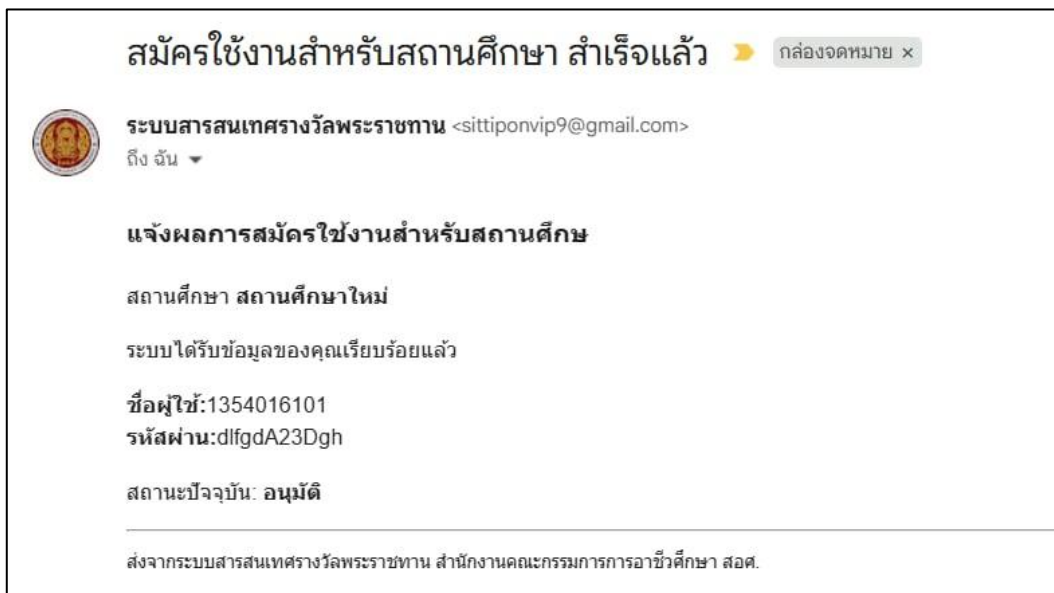 สมัครใช้งานสำหรับสถานศึกษา สำเร็จแล้ว กล่องจดหมาย ×
ระบบสารสนเทศรางวัลพระราชทาน <sittiponvip9@gmail.com>
ถึง ฉัน
แจ้งผลการสมัครใช้งานสำหรับสถานศึกษ
สถานศึกษา สถานศึกษาใหม่
ระบบได้รับข้อมูลของคุณเรียบร้อยแล้ว
ชื่อผู้ใช้:1354016101
รหัสผ่าน:dlfgdA23Dgh
สถานะปัจจุบัน: อนุมัติ
ส่งจากระบบสารสนเทศรางวัลพระราชทาน สำนักงานคณะกรรมการการอาชีวศึกษา สอศ.